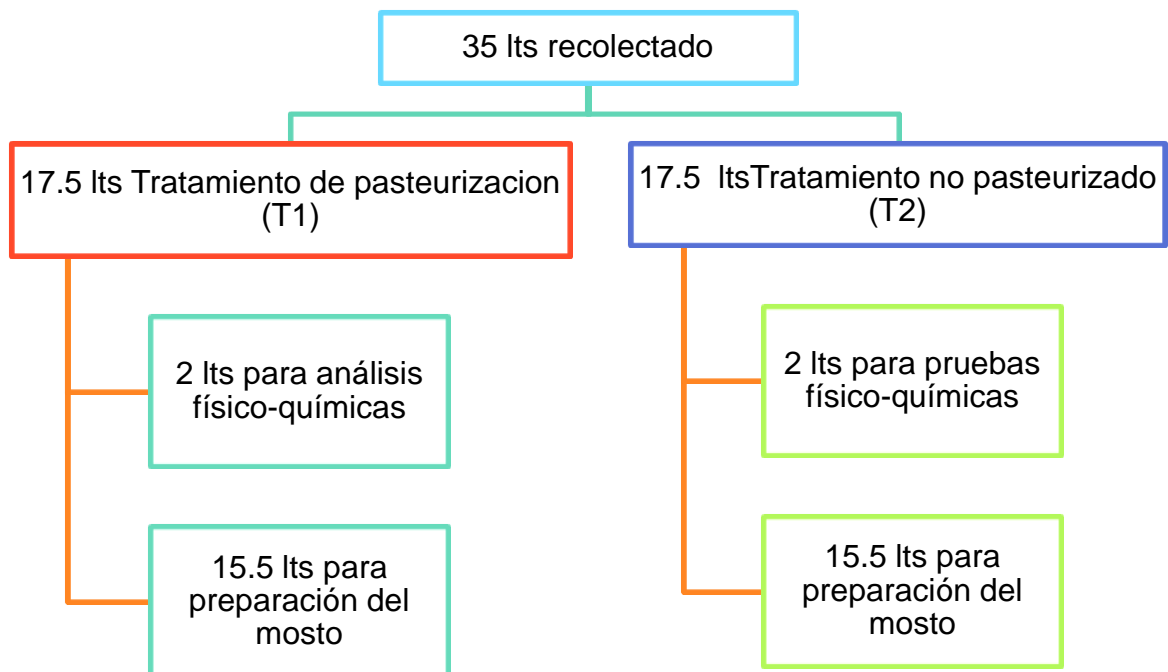 35 lts recolectado
17.5 lts Tratamiento de pasteurizacion
(T1)
17.5 ltsTratamiento no pasteurizado
(T2)
2 lts para análisis
físico-químicas
2 lts para pruebas
físico-químicas
15.5 lts para
preparación del
mosto
15.5 lts para
preparación del
mosto